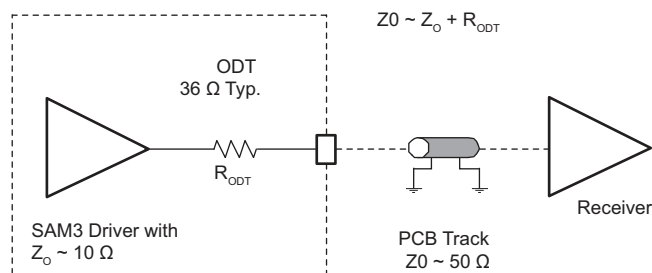 Z0 ~ Z_O + R_ODT
ODT
36 Ω Typ.
R_ODT
Receiver
SAM3 Driver with
Z_O ~ 10 Ω
PCB Track
Z0 ~ 50 Ω